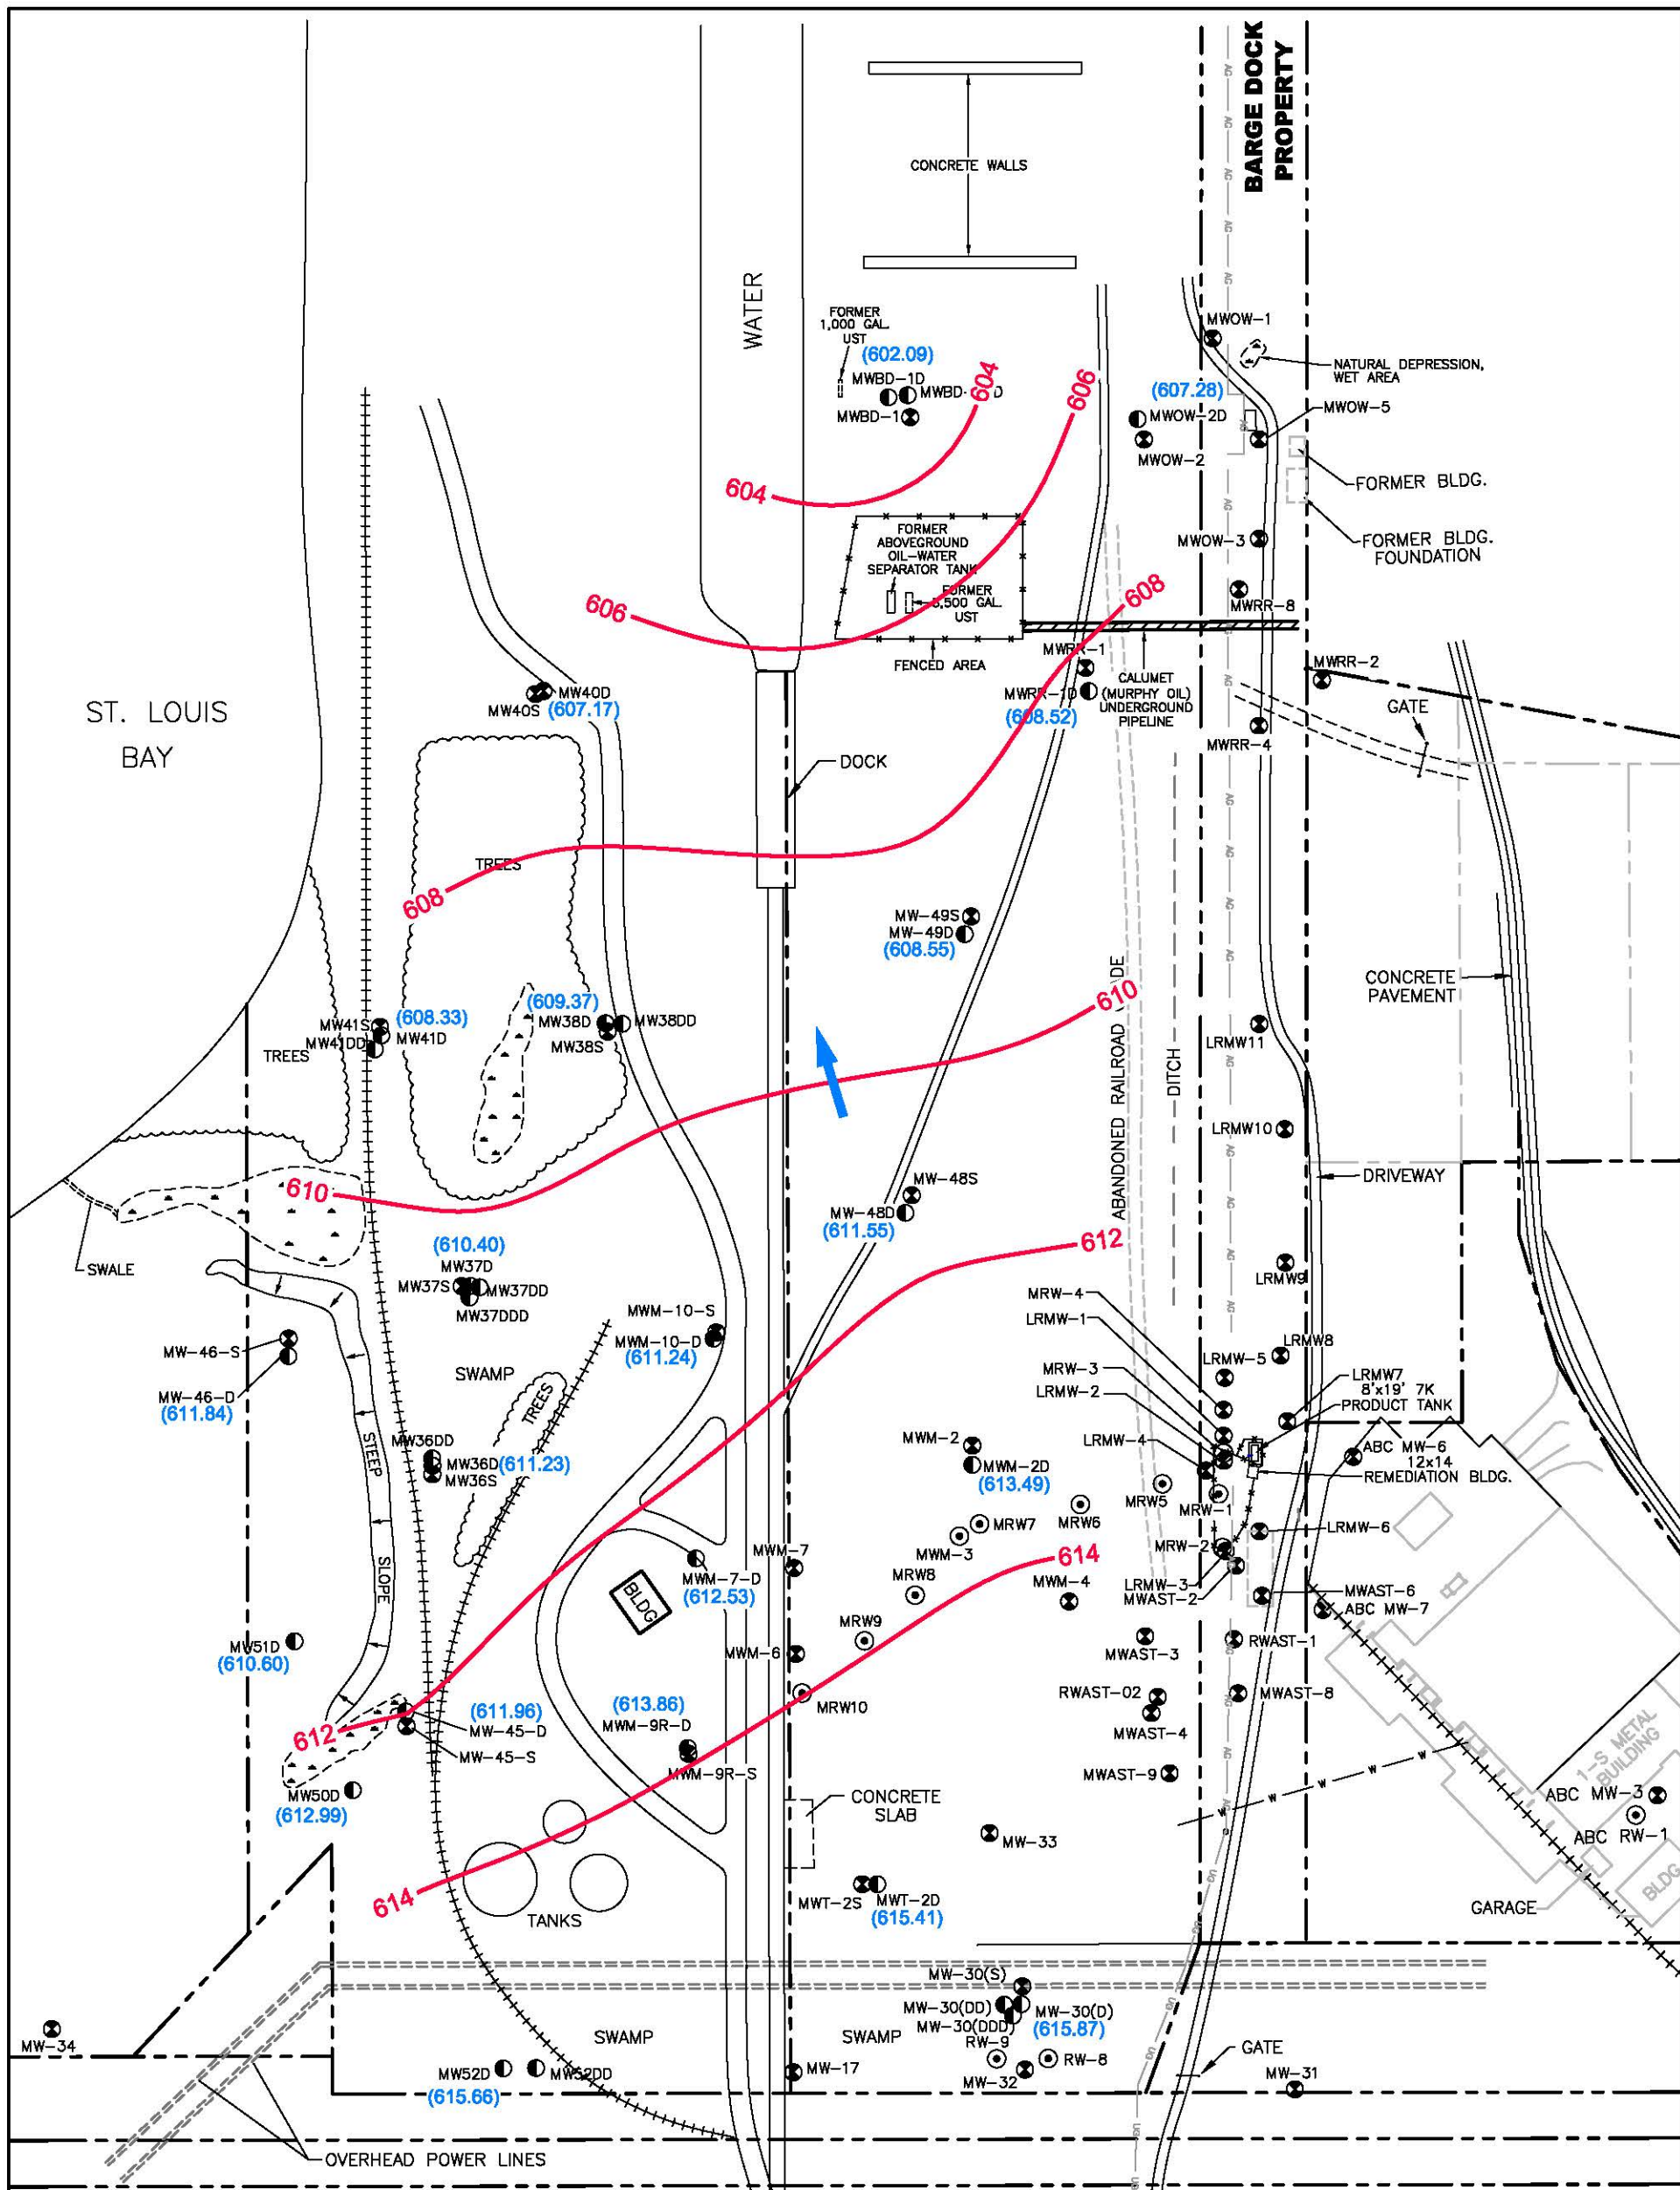 BARGE DOCK
PROPERTY
CONCRETE WALLS
WATER
FORMER
1,000 GAL.
UST
(602.09)
MWBD-1D
MWBD-
D
MWBD-1
604
604
606
606
MWOW-1
NATURAL DEPRESSION,
WET AREA
(607.28)
MWOW-2D
MWOW-2
MWOW-5
FORMER BLDG.
FORMER BLDG.
FOUNDATION
MWOW-3
MWRR-8
FORMER
ABOVEGROUND
OIL-WATER
SEPARATOR TANK
FORMER
UST
FENCED AREA
608
MWRR-1
MWRR-1D
(608.52)
CALUMET
(MURPHY OIL)
UNDERGROUND
PIPELINE
MWRR-2
GATE
MWRR-4
ST. LOUIS
BAY
MW40D
MW40S
(607.17)
DOCK
TREES
608
MW-49S
MW-49D
(608.55)
CONCRETE
PAVEMENT
610
ABANDONED RAILROAD
DITCH
LRMW11
MW41S
(608.33)
MW41DD
MW41D
TREES
(609.37)
MW38D
MW38DD
MW38S
LRMW10
DRIVEWAY
610
SWALE
MW-48S
MW-48D
(611.55)
612
(610.40)
MW37D
MW37S
MW37DD
MW37DDD
LRMW9
MW-46-S
MW-46-D
(611.84)
MWM-10-S
MWM-10-D
(611.24)
SWAMP
TREES
STEEP
SLOPE
MRW-4
LRMW-1
MRW-3
LRMW-2
LRMW-4
LRMW-5
LRMW8
LRMW7
8'x19' 7K
PRODUCT TANK
ABC MW-6
12x14
REMEDIATION BLDG.
MW36DD
MW36D
(611.23)
MW36S
MWM-2
MWM-2D
(613.49)
MRW5
MRW-1
MRW6
MRW7
MWM-3
MRW-2
LRMW-6
614
MWM-7
MWM-7-D
(612.53)
BLDG
MRW8
MWM-4
LRMW-3
MWAST-2
MWAST-6
ABC MW-7
MRW9
MWM-6
MWAST-3
RWAST-1
MW51D
(610.60)
MRW10
RWAST-02
MWAST-4
MWAST-8
(611.96)
MW-45-D
MW-45-S
612
(613.86)
MWM-9R-D
MWM-9R-S
MWAST-9
MW50D
(612.99)
CONCRETE
SLAB
1-S METAL
BUILDING
ABC MW-3
ABC RW-1
BLDG
GARAGE
MW-33
614
TANKS
MWT-2S
MWT-2D
(615.41)
MW-30(S)
MW-30(DD)
MW-30(D)
MW-30(DDD)
(615.87)
RW-9
RW-8
MW-32
SWAMP
SWAMP
MW-34
MW52D
MW52DD
(615.66)
MW-17
GATE
MW-31
OVERHEAD POWER LINES